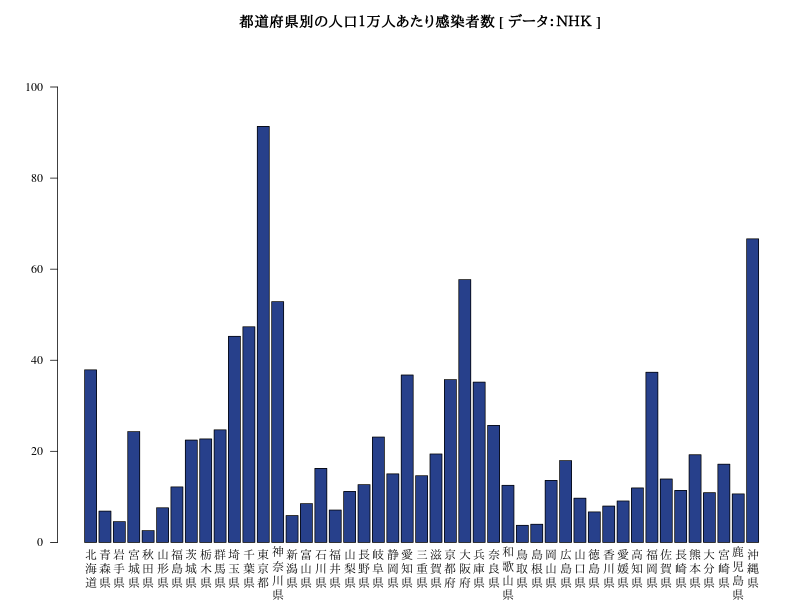 都道府県別の人口1万人あたり感染者数 [ データ：NHK ]
100
80
60
40
20
0
北海道
青森県
岩手県
宮城県
秋田県
山形県
福島県
茨城県
栃木県
群馬県
埼玉県
千葉県
東京都
神奈川県
新潟県
富山県
石川県
福井県
山梨県
長野県
岐阜県
静岡県
愛知県
三重県
滋賀県
京都府
大阪府
兵庫県
奈良県
和歌山県
鳥取県
島根県
岡山県
広島県
山口県
徳島県
香川県
愛媛県
高知県
福岡県
佐賀県
長崎県
熊本県
大分県
宮崎県
鹿児島県
沖縄県